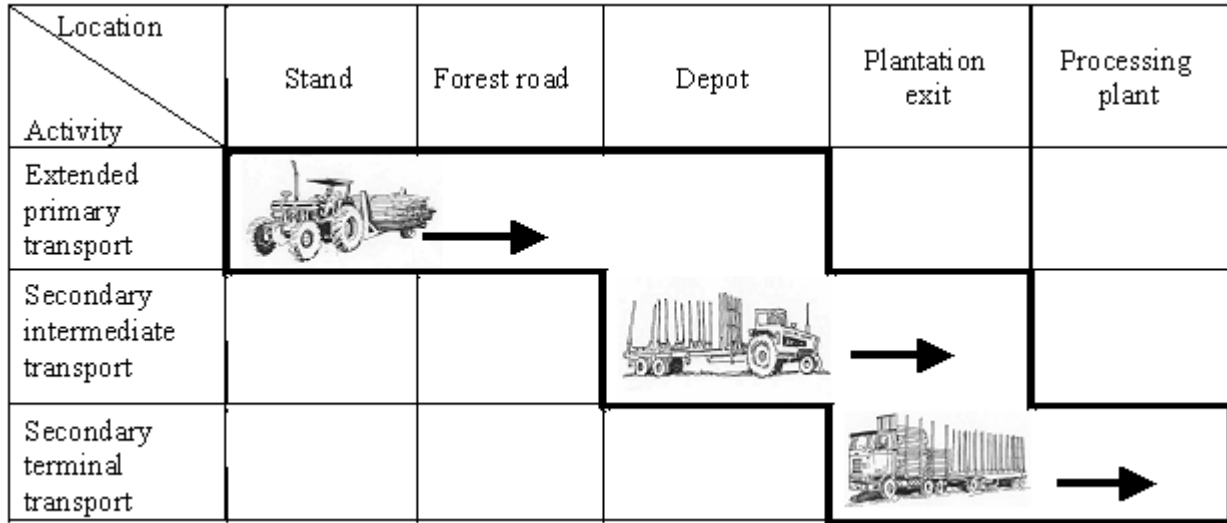 Location
Activity
Stand
Forest road
Depot
Plantation
exit
Processing
plant
Extended
primary
transport
Secondary
intermediate
transport
Secondary
terminal
transport